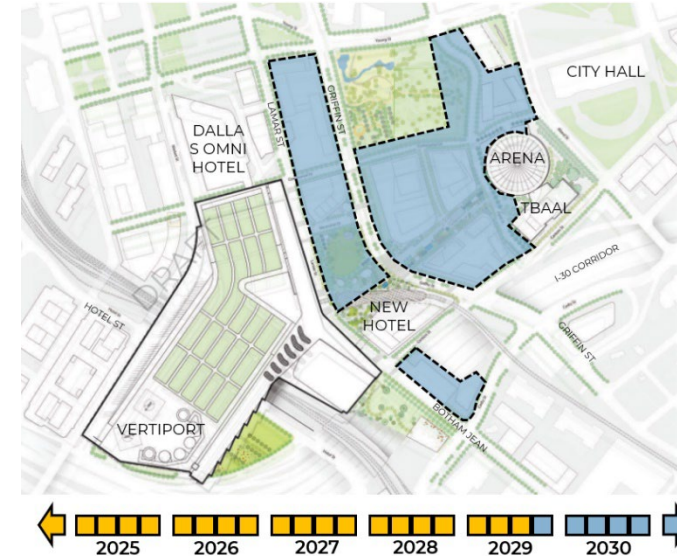 CITY HALL
GRIFFIN ST.
LAMAR ST.
DALLA
S OMNI
HOTEL
ARENA
TBAAL
DRAFT
I-30 CORRIDOR
HOTEL ST.
NEW
HOTEL
GRIFFIN ST.
BOTHAM JEAN
VERTIPORT
2025 2026 2027 2028 2029 2030